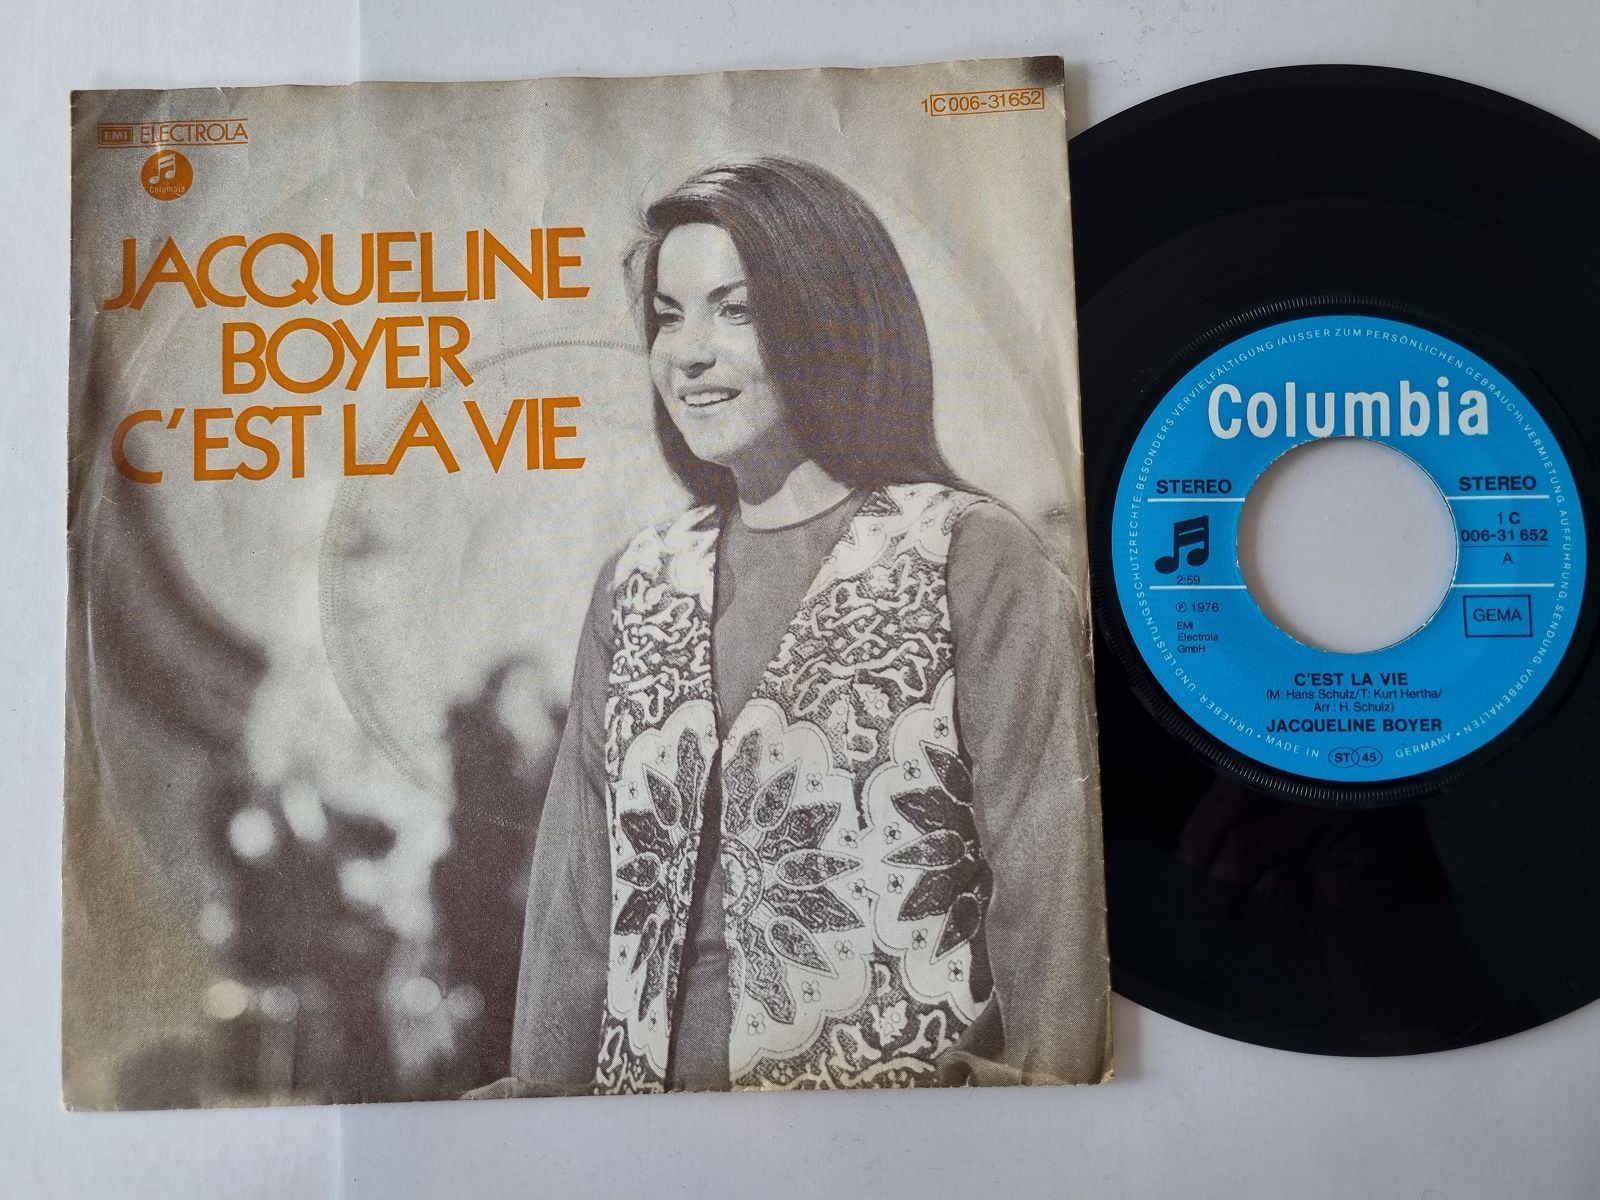 EMI ELECTROLA
Columbia
1C 006-31652
JACQUELINE
BOYER
C'EST LA VIE
Columbia
STEREO
STEREO
2:59
℗ 1976
EMI
Electrola
GmbH
1 C
006-31 652
A
GEMA
C'EST LA VIE
(M: Hans Schulz/T: Kurt Hertha/
Arr.: H. Schulz)
JACQUELINE BOYER
URHEBER- UND LEISTUNGSSCHUTZRECHTE, BESONDERS VERVIELFÄLTIGUNG (AUSSER ZUM PERSÖNLICHEN GEBRAUCH), VERMIETUNG, AUFFÜHRUNG, SENDUNG VORBEHALTEN • MADE IN GERMANY •
ST 45